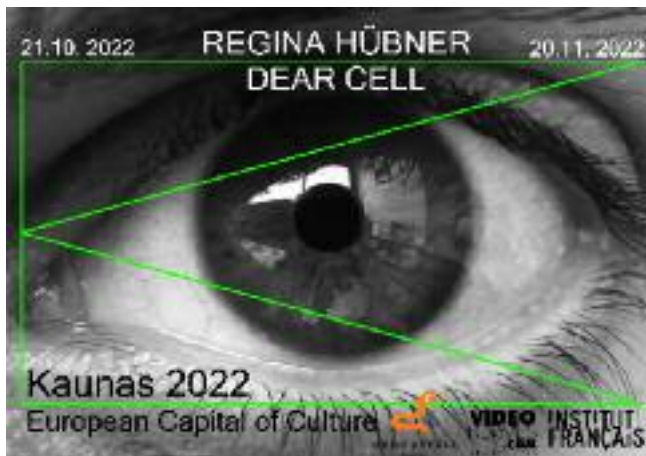 21.10. 2022
REGINA HÜBNER
20.11. 2022
DEAR CELL
Kaunas 2022
European Capital of Culture
VIDEO
INSTITUT
FRANÇAIS